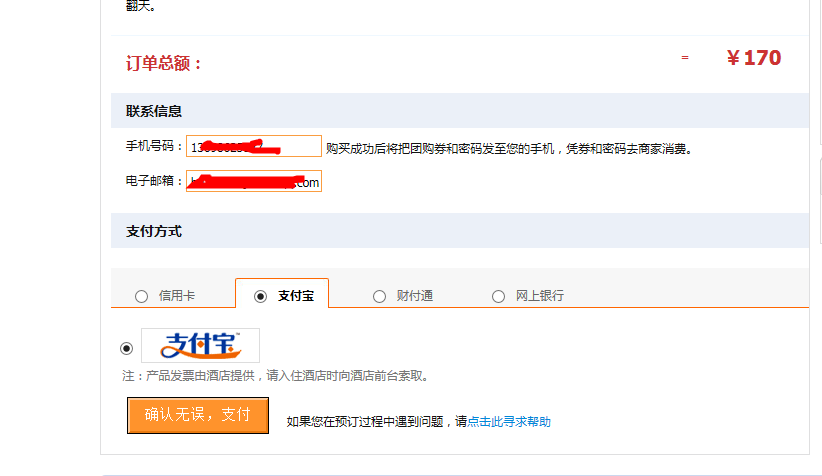 翻天。
订单总额：
=
￥170
联系信息
手机号码：
购买成功后将把团购券和密码发至您的手机，凭券和密码去商家消费。
电子邮箱：
.com
支付方式
信用卡 支付宝 财付通 网上银行
支付宝
注：产品发票由酒店提供，请入住酒店时向酒店前台索取。
确认无误，支付
如果您在预订过程中遇到问题，请点击此寻求帮助